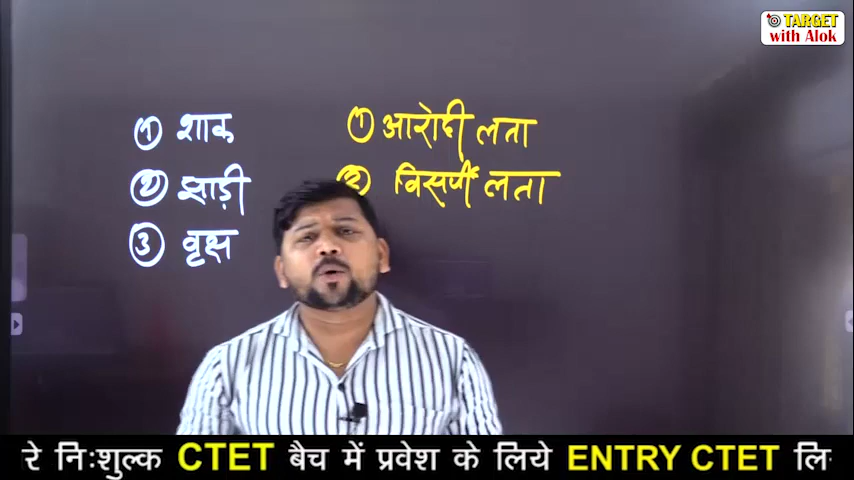 TARGET
with Alok
① शाक
② झाड़ी
③ वृक्ष
① आरोही लता
② विसर्पी लता
रे निःशुल्क CTET बैच में प्रवेश के लिये ENTRY CTET लि